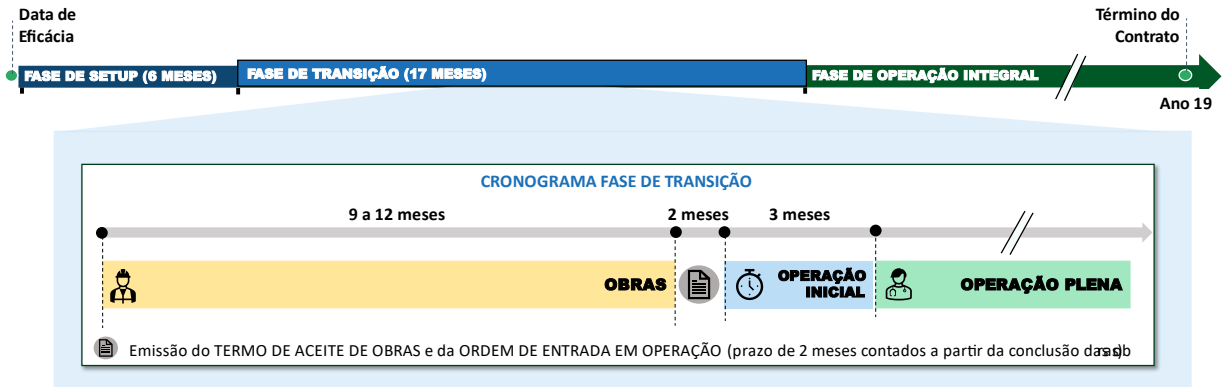 Data de
Eficácia
Término do
Contrato
FASE DE SETUP (6 MESES)
FASE DE TRANSIÇÃO (17 MESES)
FASE DE OPERAÇÃO INTEGRAL
Ano 19
CRONOGRAMA FASE DE TRANSIÇÃO
9 a 12 meses
2 meses
3 meses
OBRAS
OPERAÇÃO
INICIAL
OPERAÇÃO PLENA
Emissão do TERMO DE ACEITE DE OBRAS e da ORDEM DE ENTRADA EM OPERAÇÃO (prazo de 2 meses contados a partir da conclusão das